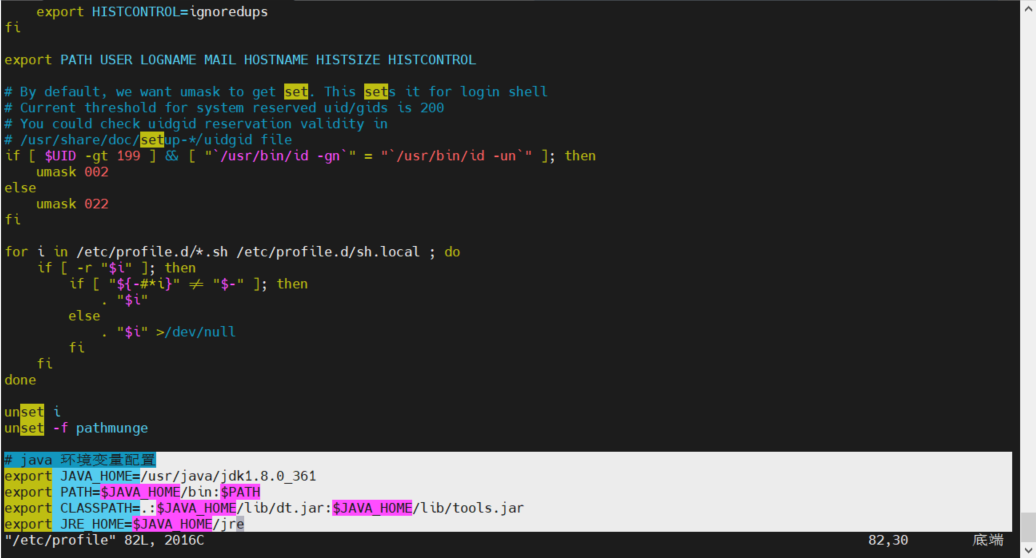 export HISTCONTROL=ignoredups
fi

export PATH USER LOGNAME MAIL HOSTNAME HISTSIZE HISTCONTROL

# By default, we want umask to get set. This sets it for login shell
# Current threshold for system reserved uid/gids is 200
# You could check uidgid reservation validity in
# /usr/share/doc/setup-*/uidgid file
if [ $UID -gt 199 ] && [ "`/usr/bin/id -gn`" = "`/usr/bin/id -un`" ]; then
    umask 002
else
    umask 022
fi

for i in /etc/profile.d/*.sh /etc/profile.d/sh.local ; do
    if [ -r "$i" ]; then
        if [ "${-#*i}" != "$-" ]; then
            . "$i"
        else
            . "$i" >/dev/null
        fi
    fi
done

unset i
unset -f pathmunge

# java 环境变量配置
export JAVA_HOME=/usr/java/jdk1.8.0_361
export PATH=$JAVA_HOME/bin:$PATH
export CLASSPATH=.:$JAVA_HOME/lib/dt.jar:$JAVA_HOME/lib/tools.jar
export JRE_HOME=$JAVA_HOME/jre
"/etc/profile" 82L, 2016C 82,30 底端